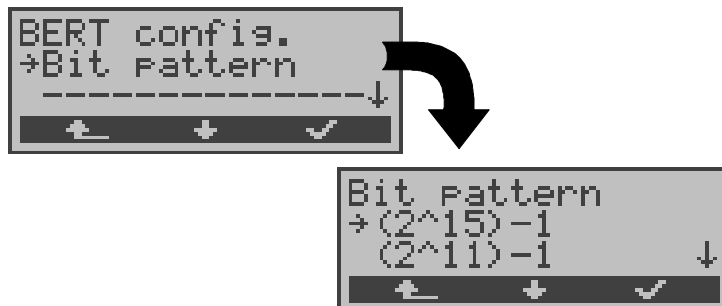 BERT config.
→Bit pattern
---------------↓
Bit pattern
→(2^15)-1
(2^11)-1 ↓